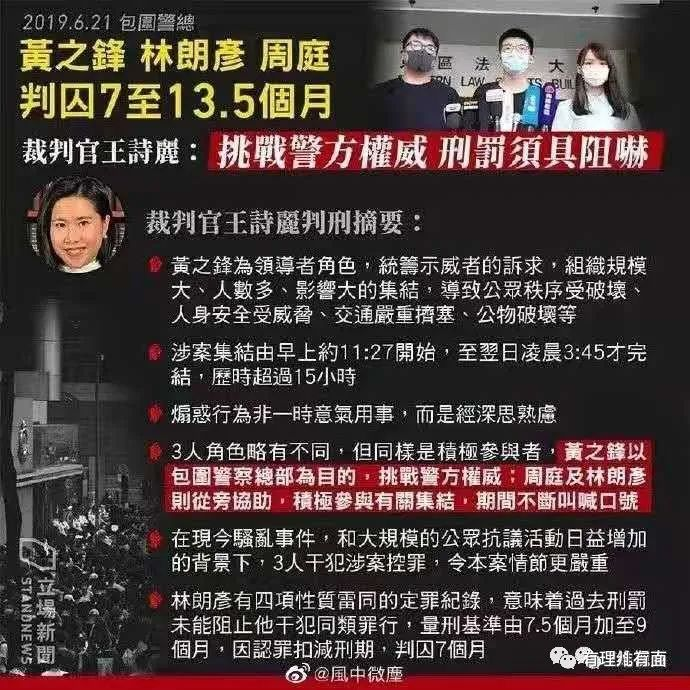 2019.6.21 包圍警總
黃之鋒 林朗彥 周庭
判囚7至13.5個月
區法 大
ERN LAW C TS BUIL
裁判官王詩麗：挑戰警方權威 刑罰須具阻嚇
裁判官王詩麗判刑摘要：
黃之鋒為領導者角色，統籌示威者的訴求，組織規模
大、人數多、影響大的集結，導致公眾秩序受破壞、
人身安全受威脅、交通嚴重擠塞、公物破壞等
涉案集結由早上約11:27開始，至翌日凌晨3:45才完
結，歷時超過15小時
煽惑行為非一時意氣用事，而是經深思熟慮
3人角色略有不同，但同樣是積極參與者，黃之鋒以
包圍警察總部為目的，挑戰警方權威；周庭及林朗彥
則從旁協助，積極參與有關集結，期間不斷叫喊口號
在現今騷亂事件，和大規模的公眾抗議活動日益增加
的背景下，3人干犯涉案控罪，令本案情節更嚴重
林朗彥有四項性質雷同的定罪紀錄，意味着過去刑罰
未能阻止他干犯同類罪行，量刑基準由7.5個月加至9
個月，因認罪扣減刑期，判囚7個月
立場新聞
STANDNEWS
@風中微塵
有理推有面